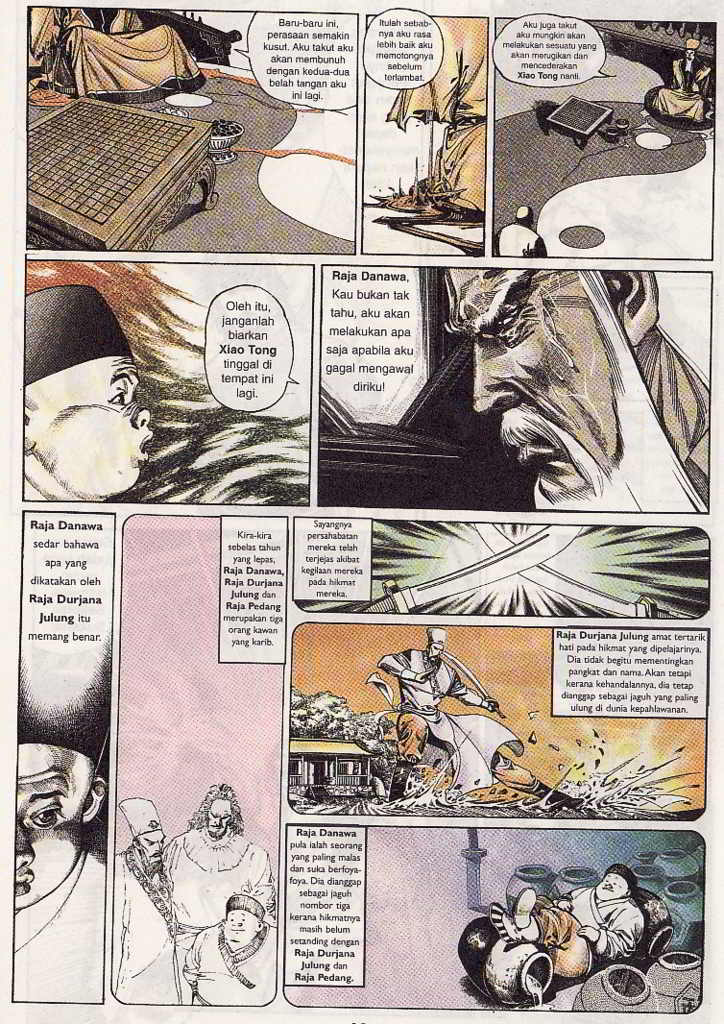 Baru-baru ini,
perasaan semakin
kusut. Aku takut aku
akan membunuh
dengan kedua-dua
belah tangan aku
ini lagi.
Itulah sebab-
nya aku rasa
lebih baik aku
memotongnya
sebelum
terlambat.
Aku juga takut
aku mungkin akan
melakukan sesuatu yang
akan merugikan dan
mencederakan
Xiao Tong nanti.
Oleh itu,
janganlah
biarkan
Xiao Tong
tinggal di
tempat ini
lagi.
Raja Danawa,
Kau bukan tak
tahu, aku akan
melakukan apa
saja apabila aku
gagal mengawal
diriku!
Raja Danawa
sedar bahawa
apa yang
dikatakan oleh
Raja Durjana
Julung itu
memang benar.
Kira-kira
sebelas tahun
yang lepas,
Raja Danawa,
Raja Durjana
Julung dan
Raja Pedang
merupakan tiga
orang kawan
yang karib.
Sayangnya
persahabatan
mereka telah
terjejas akibat
kegilaan mereka
pada hikmat
mereka.
Raja Durjana Julung amat tertarik
hati pada hikmat yang dipelajarinya.
Dia tidak begitu mementingkan
pangkat dan nama. Akan tetapi
kerana kehandalannya, dia tetap
dianggap sebagai jaguh yang paling
ulung di dunia kepahlawanan.
Raja Danawa
pula ialah seorang
yang paling malas
dan suka berfoya-
foya. Dia dianggap
sebagai jaguh
nombor tiga
kerana hikmatnya
masih belum
setanding dengan
Raja Durjana
Julung dan
Raja Pedang.